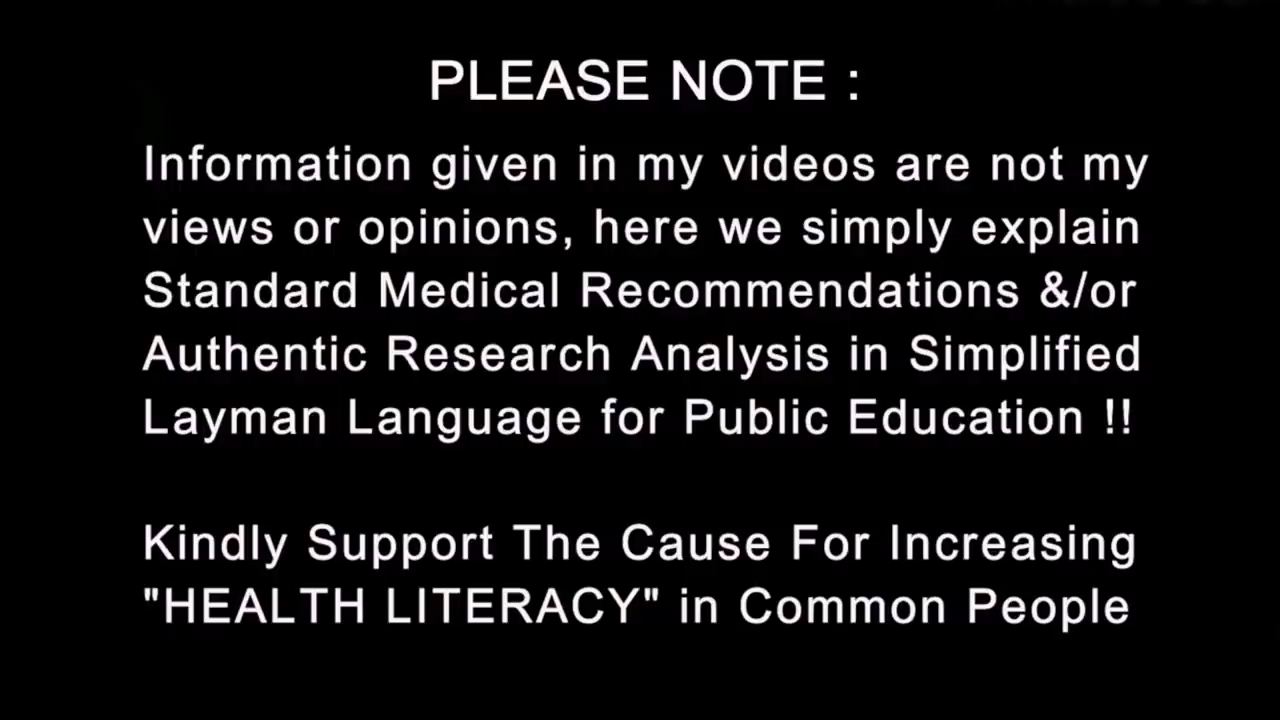 PLEASE NOTE :
Information given in my videos are not my
views or opinions, here we simply explain
Standard Medical Recommendations &/or
Authentic Research Analysis in Simplified
Layman Language for Public Education !!
Kindly Support The Cause For Increasing
"HEALTH LITERACY" in Common People